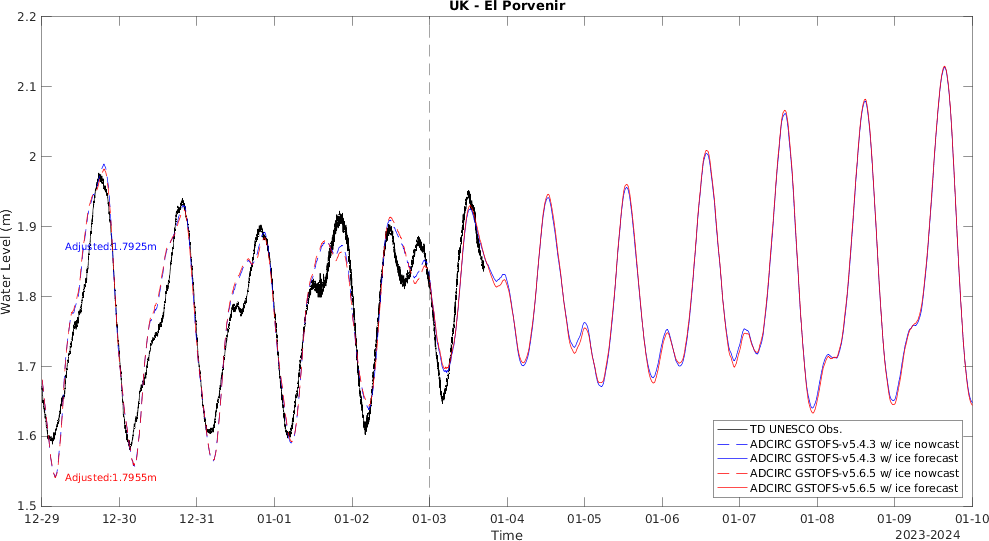 UK - El Porvenir
2.2
2.1
2
1.9
1.8
1.7
1.6
1.5
Water Level (m)
Adjusted:1.7925m
Adjusted:1.7955m
TD UNESCO Obs.
ADCIRC GSTOFS-v5.4.3 w/ ice nowcast
ADCIRC GSTOFS-v5.4.3 w/ ice forecast
ADCIRC GSTOFS-v5.6.5 w/ ice nowcast
ADCIRC GSTOFS-v5.6.5 w/ ice forecast
12-29 12-30 12-31 01-01 01-02 01-03 01-04 01-05 01-06 01-07 01-08 01-09 01-10
Time
2023-2024